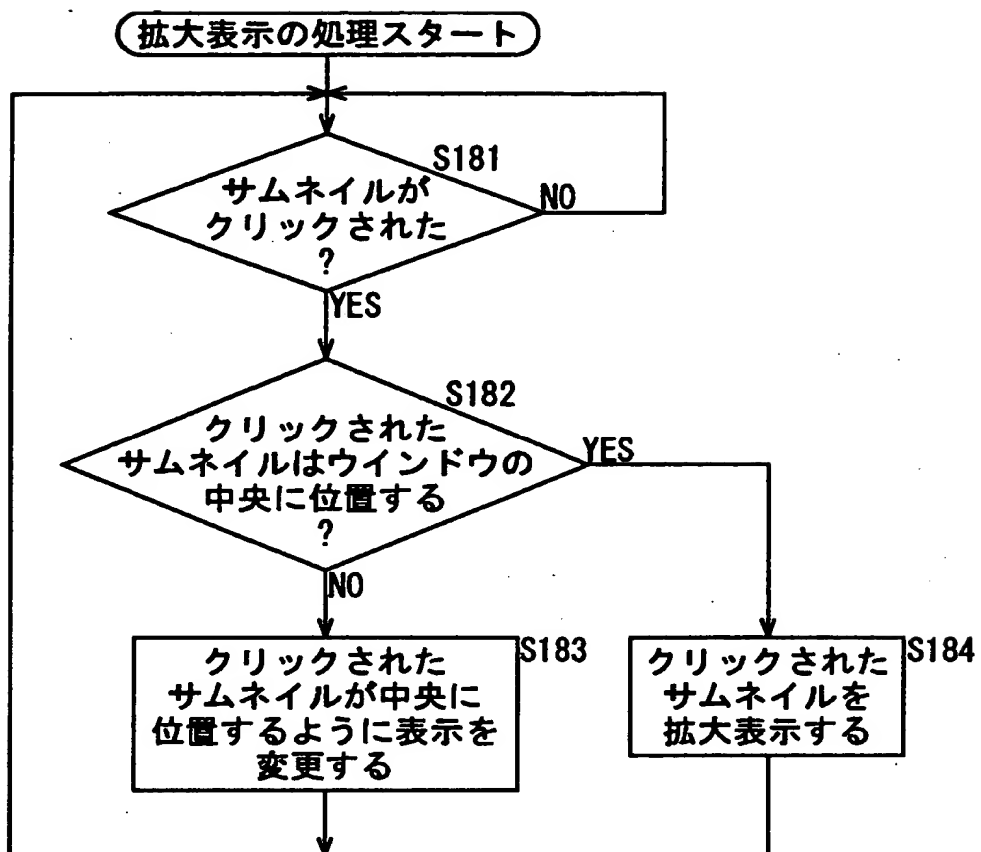 拡大表示の処理スタート
S181
サムネイルが
クリックされた
?
NO
YES
S182
クリックされた
サムネイルはウインドウの
中央に位置する
?
YES
NO
S183
クリックされた
サムネイルが中央に
位置するように表示を
変更する
S184
クリックされた
サムネイルを
拡大表示する